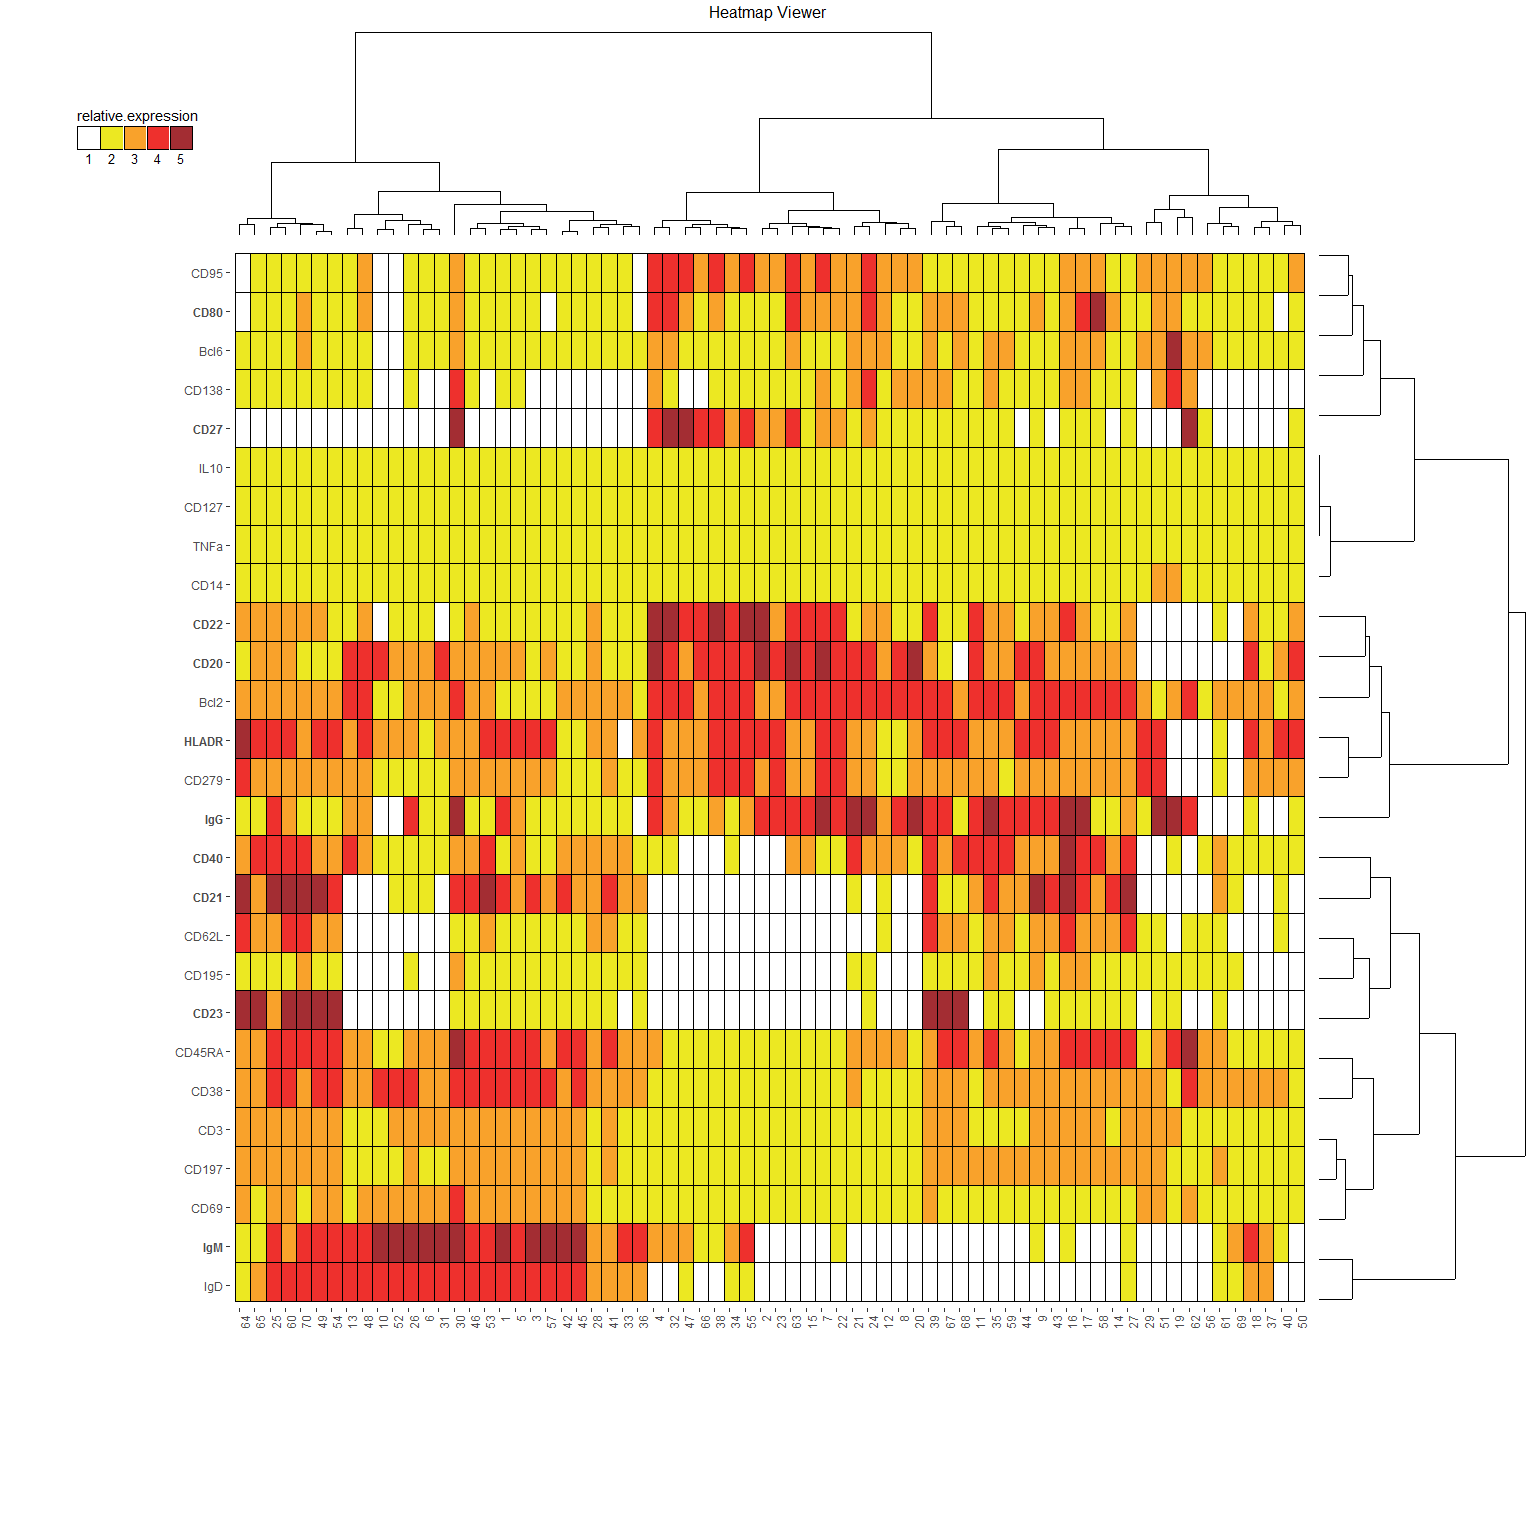 Heatmap Viewer
relative.expression
1 2 3 4 5
CD95
CD80
Bcl6
CD138
CD27
IL10
CD127
TNFa
CD14
CD22
CD20
Bcl2
HLADR
CD279
IgG
CD40
CD21
CD62L
CD195
CD23
CD45RA
CD38
CD3
CD197
CD69
IgM
IgD
64 65 25 60 70 49 54 13 48 10 52 26 6 31 30 46 53 1 5 3 57 42 45 28 41 33 36 4 32 47 66 38 34 55 2 23 63 15 7 22 21 24 12 8 20 39 67 68 11 35 59 44 9 43 16 17 58 14 27 29 51 19 62 56 61 69 18 37 40 50